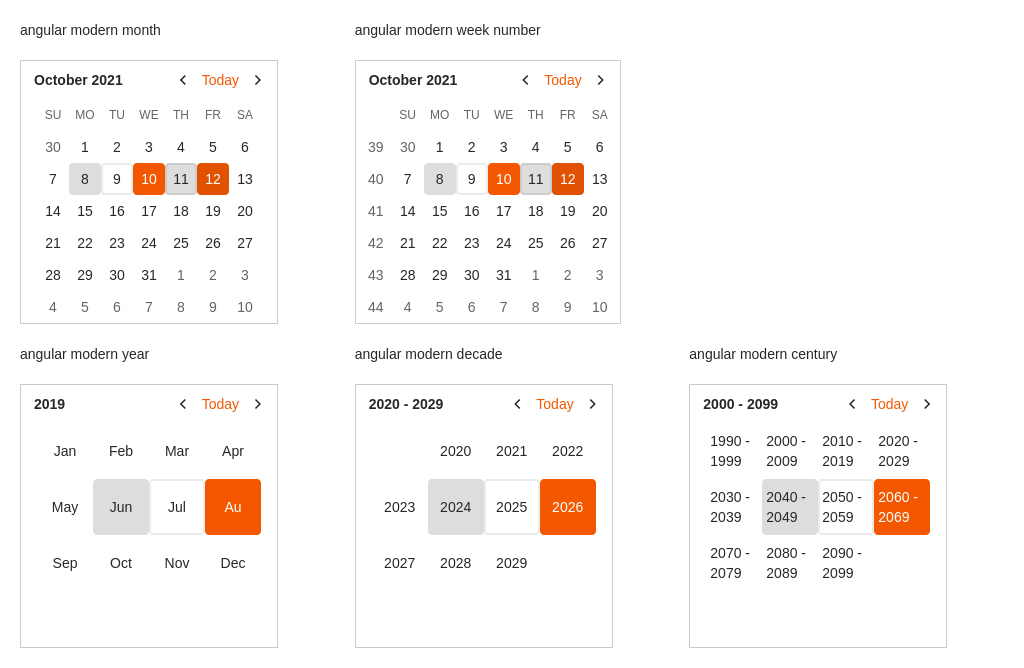 angular modern month
October 2021 Today
SU MO TU WE TH FR SA
30 1 2 3 4 5 6
7 8 9 10 11 12 13
14 15 16 17 18 19 20
21 22 23 24 25 26 27
28 29 30 31 1 2 3
4 5 6 7 8 9 10
angular modern week number
October 2021 Today
SU MO TU WE TH FR SA
39 30 1 2 3 4 5 6
40 7 8 9 10 11 12 13
41 14 15 16 17 18 19 20
42 21 22 23 24 25 26 27
43 28 29 30 31 1 2 3
44 4 5 6 7 8 9 10
angular modern year
2019 Today
Jan Feb Mar Apr
May Jun Jul Au
Sep Oct Nov Dec
angular modern decade
2020 - 2029 Today
2020 2021 2022
2023 2024 2025 2026
2027 2028 2029
angular modern century
2000 - 2099 Today
1990 - 2000 - 2010 - 2020 -
1999 2009 2019 2029
2030 - 2040 - 2050 - 2060 -
2039 2049 2059 2069
2070 - 2080 - 2090 -
2079 2089 2099